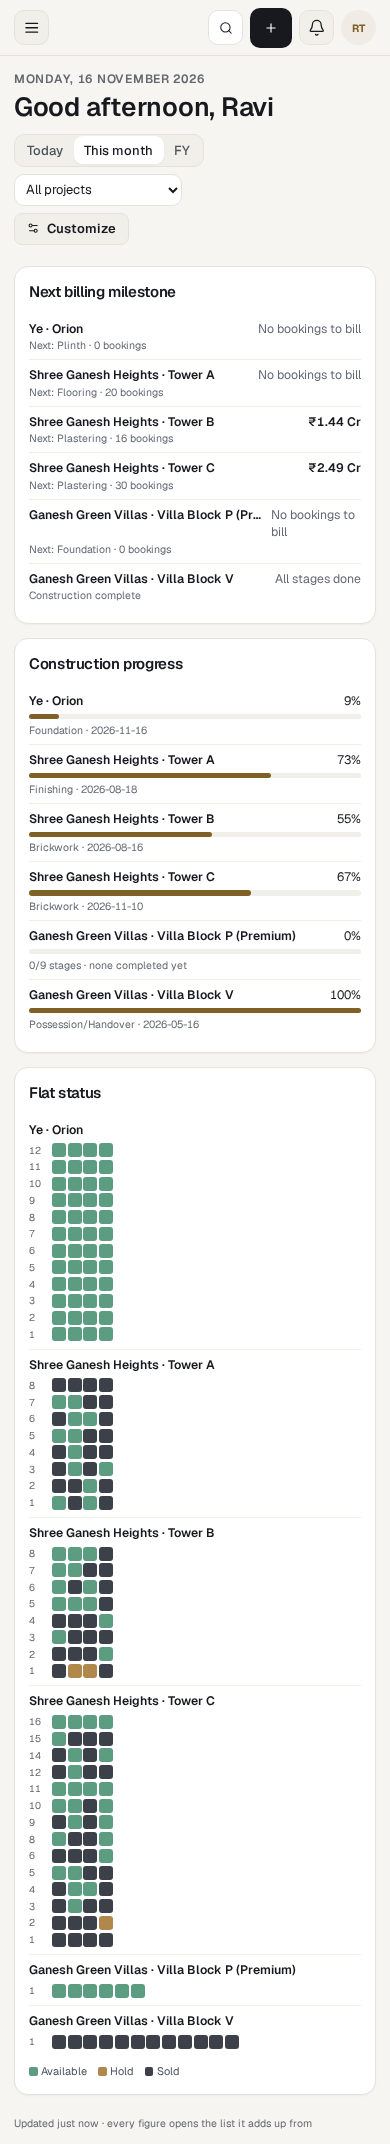 RT
MONDAY, 16 NOVEMBER 2026
Good afternoon, Ravi
Today This month FY
All projects
Customize
Next billing milestone
Ye · Orion No bookings to bill
Next: Plinth · 0 bookings
Shree Ganesh Heights · Tower A No bookings to bill
Next: Flooring · 20 bookings
Shree Ganesh Heights · Tower B ₹1.44 Cr
Next: Plastering · 16 bookings
Shree Ganesh Heights · Tower C ₹2.49 Cr
Next: Plastering · 30 bookings
Ganesh Green Villas · Villa Block P (Pr... No bookings to
bill
Next: Foundation · 0 bookings
Ganesh Green Villas · Villa Block V All stages done
Construction complete
Construction progress
Ye · Orion 9%
Foundation · 2026-11-16
Shree Ganesh Heights · Tower A 73%
Finishing · 2026-08-18
Shree Ganesh Heights · Tower B 55%
Brickwork · 2026-08-16
Shree Ganesh Heights · Tower C 67%
Brickwork · 2026-11-10
Ganesh Green Villas · Villa Block P (Premium) 0%
0/9 stages · none completed yet
Ganesh Green Villas · Villa Block V 100%
Possession/Handover · 2026-05-16
Flat status
Ye · Orion
12
11
10
9
8
7
6
5
4
3
2
1
Shree Ganesh Heights · Tower A
8
7
6
5
4
3
2
1
Shree Ganesh Heights · Tower B
8
7
6
5
4
3
2
1
Shree Ganesh Heights · Tower C
16
15
14
12
11
10
9
8
6
5
4
3
2
1
Ganesh Green Villas · Villa Block P (Premium)
1
Ganesh Green Villas · Villa Block V
1
Available Hold Sold
Updated just now · every figure opens the list it adds up from